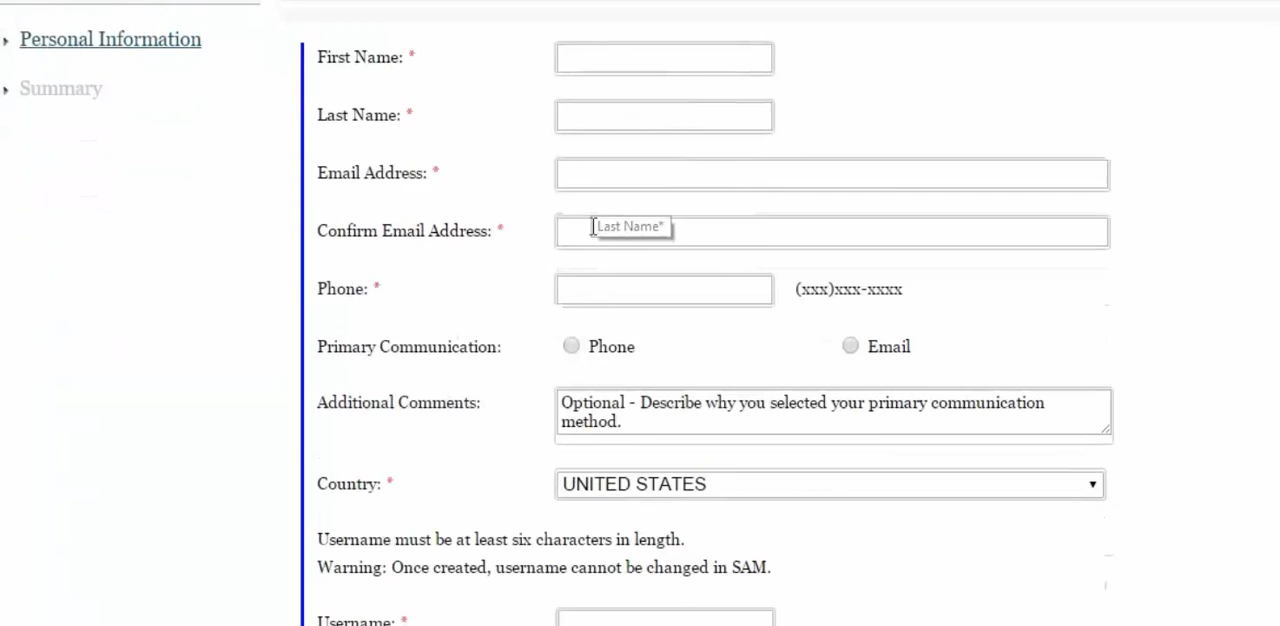 Personal Information
Summary
First Name: *
Last Name: *
Email Address: *
Confirm Email Address: *
Last Name*
Phone: *
(xxx)xxx-xxxx
Primary Communication:
Phone
Email
Additional Comments:
Optional - Describe why you selected your primary communication
method.
Country: *
UNITED STATES
Username must be at least six characters in length.
Warning: Once created, username cannot be changed in SAM.
Username: *